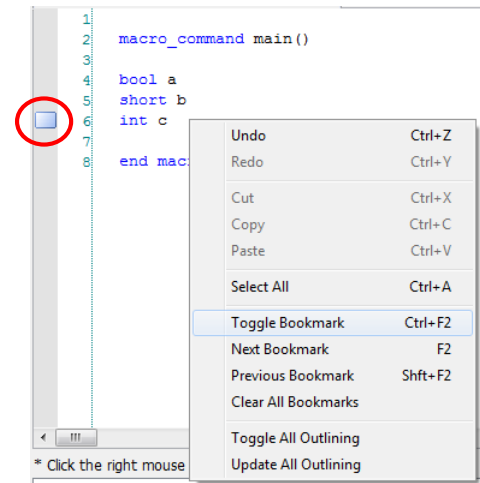 1
2 macro_command main()
3
4 bool a
5 short b
6 int c
7
8 end mac
Undo Ctrl+Z
Redo Ctrl+Y
Cut Ctrl+X
Copy Ctrl+C
Paste Ctrl+V
Select All Ctrl+A
Toggle Bookmark Ctrl+F2
Next Bookmark F2
Previous Bookmark Shft+F2
Clear All Bookmarks
Toggle All Outlining
Update All Outlining
* Click the right mouse